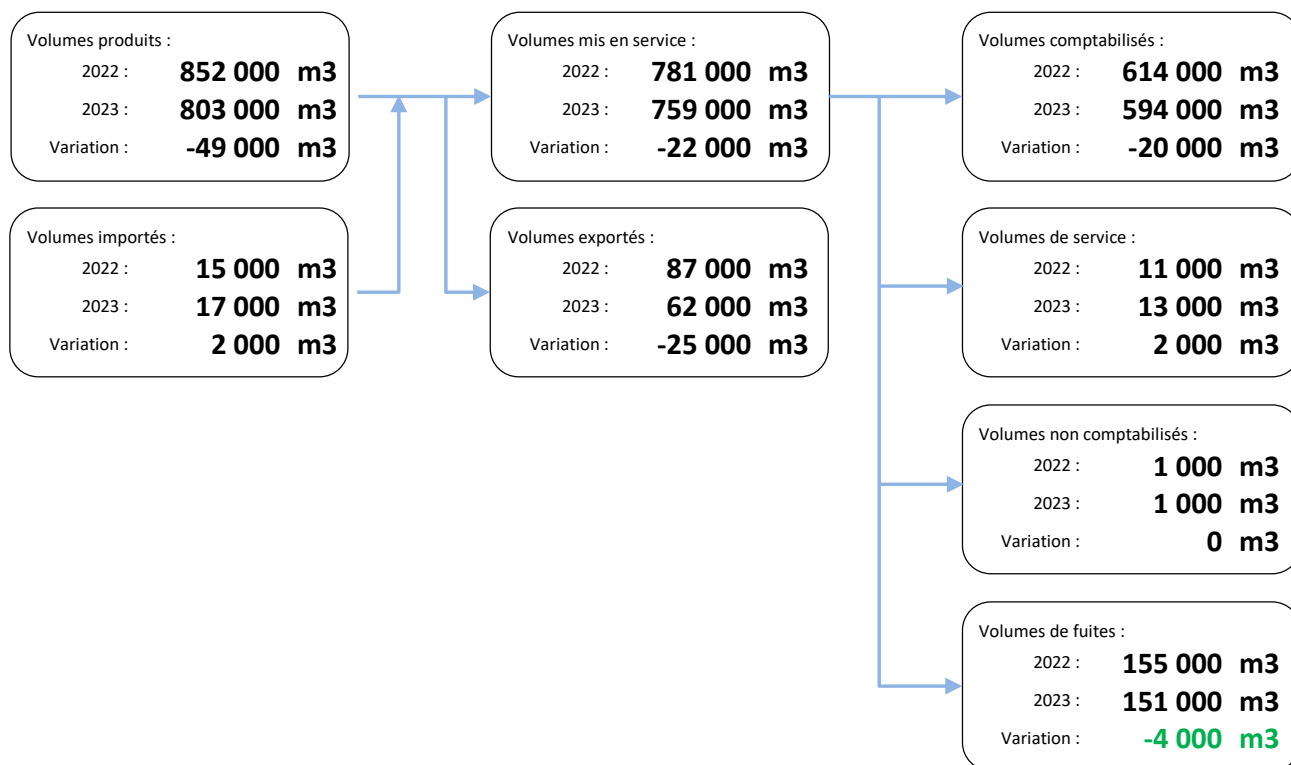 Volumes produits :
2022 : 852 000 m3
2023 : 803 000 m3
Variation : -49 000 m3
Volumes mis en service :
2022 : 781 000 m3
2023 : 759 000 m3
Variation : -22 000 m3
Volumes comptabilisés :
2022 : 614 000 m3
2023 : 594 000 m3
Variation : -20 000 m3
Volumes importés :
2022 : 15 000 m3
2023 : 17 000 m3
Variation : 2 000 m3
Volumes exportés :
2022 : 87 000 m3
2023 : 62 000 m3
Variation : -25 000 m3
Volumes de service :
2022 : 11 000 m3
2023 : 13 000 m3
Variation : 2 000 m3
Volumes non comptabilisés :
2022 : 1 000 m3
2023 : 1 000 m3
Variation : 0 m3
Volumes de fuites :
2022 : 155 000 m3
2023 : 151 000 m3
Variation : -4 000 m3